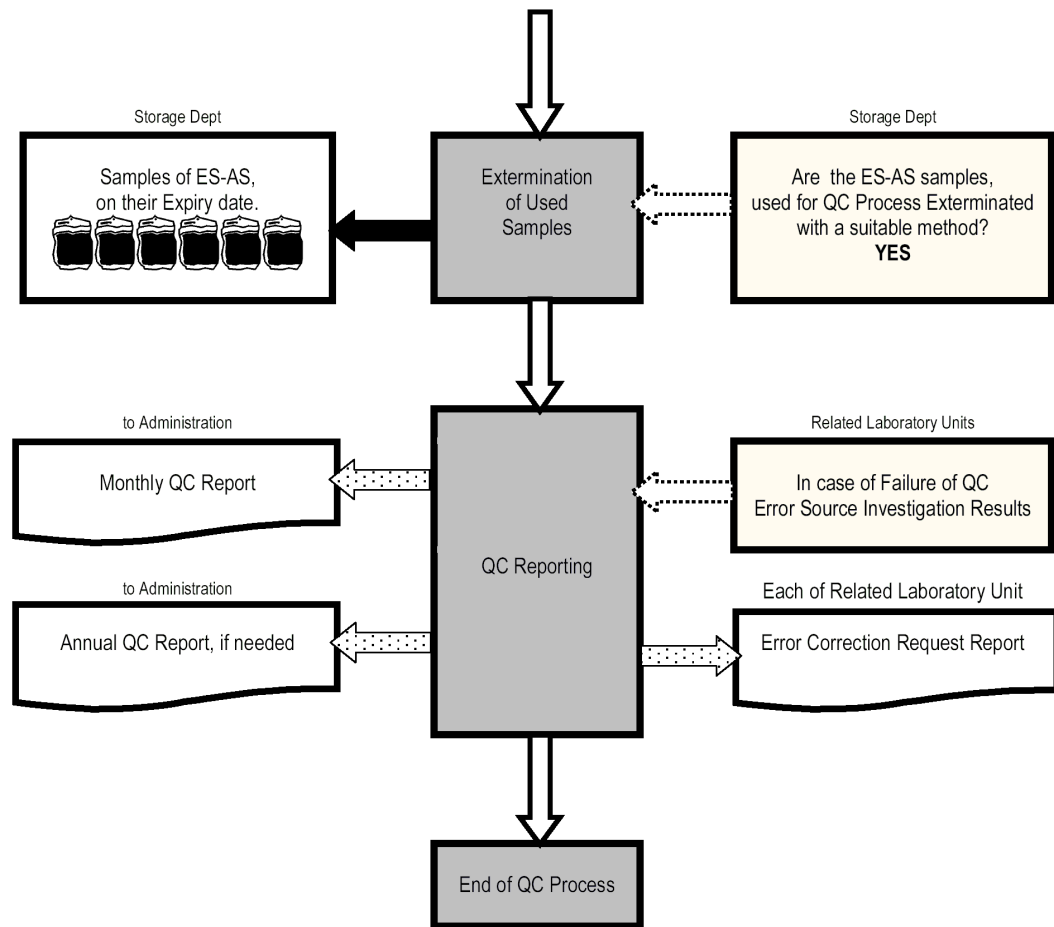 Storage Dept
Samples of ES-AS,
on their Expiry date.
Extermination
of Used
Samples
Storage Dept
Are the ES-AS samples,
used for QC Process Exterminated
with a suitable method?
YES
to Administration
Monthly QC Report
Related Laboratory Units
In case of Failure of QC
Error Source Investigation Results
QC Reporting
to Administration
Annual QC Report, if needed
Each of Related Laboratory Unit
Error Correction Request Report
End of QC Process